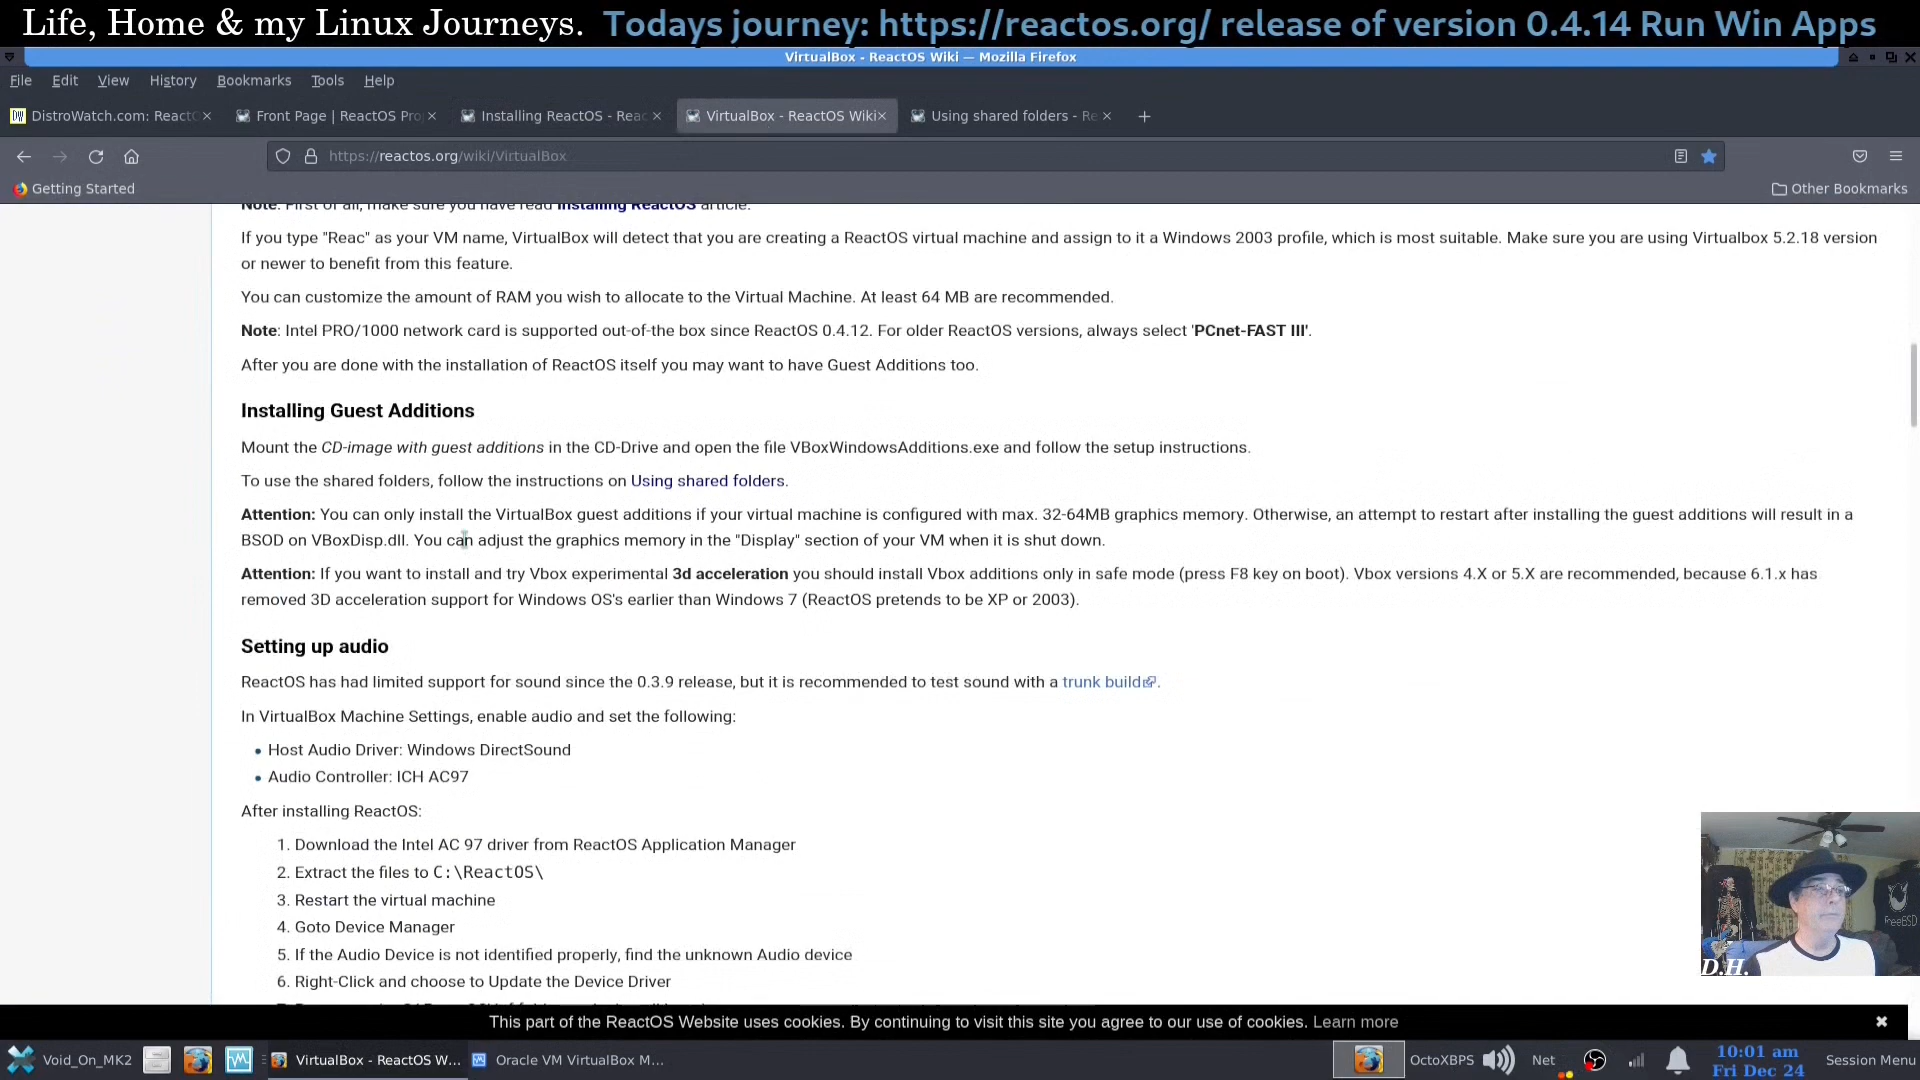 Life, Home & my Linux Journeys. Todays journey: https://reactos.org/ release of version 0.4.14 Run Win Apps
VirtualBox - ReactOS Wiki — Mozilla Firefox
File Edit View History Bookmarks Tools Help
DW DistroWatch.com: React Front Page | ReactOS Pro Installing ReactOS - Reac VirtualBox - ReactOS Wiki Using shared folders - Re
https://reactos.org/wiki/VirtualBox
Getting Started Other Bookmarks
Note: First of all, make sure you have read Installing ReactOS article.
If you type "Reac" as your VM name, VirtualBox will detect that you are creating a ReactOS virtual machine and assign to it a Windows 2003 profile, which is most suitable. Make sure you are using Virtualbox 5.2.18 version
or newer to benefit from this feature.
You can customize the amount of RAM you wish to allocate to the Virtual Machine. At least 64 MB are recommended.
Note: Intel PRO/1000 network card is supported out-of-the box since ReactOS 0.4.12. For older ReactOS versions, always select 'PCnet-FAST III'.
After you are done with the installation of ReactOS itself you may want to have Guest Additions too.
Installing Guest Additions
Mount the CD-image with guest additions in the CD-Drive and open the file VBoxWindowsAdditions.exe and follow the setup instructions.
To use the shared folders, follow the instructions on Using shared folders.
Attention: You can only install the VirtualBox guest additions if your virtual machine is configured with max. 32-64MB graphics memory. Otherwise, an attempt to restart after installing the guest additions will result in a
BSOD on VBoxDisp.dll. You can adjust the graphics memory in the "Display" section of your VM when it is shut down.
Attention: If you want to install and try Vbox experimental 3d acceleration you should install Vbox additions only in safe mode (press F8 key on boot). Vbox versions 4.X or 5.X are recommended, because 6.1.x has
removed 3D acceleration support for Windows OS's earlier than Windows 7 (ReactOS pretends to be XP or 2003).
Setting up audio
ReactOS has had limited support for sound since the 0.3.9 release, but it is recommended to test sound with a trunk build.
In VirtualBox Machine Settings, enable audio and set the following:
• Host Audio Driver: Windows DirectSound
• Audio Controller: ICH AC97
After installing ReactOS:
1. Download the Intel AC 97 driver from ReactOS Application Manager
2. Extract the files to C:\ReactOS\
3. Restart the virtual machine
4. Goto Device Manager
5. If the Audio Device is not identified properly, find the unknown Audio device
6. Right-Click and choose to Update the Device Driver
FreeBSD
D.H.
This part of the ReactOS Website uses cookies. By continuing to visit this site you agree to our use of cookies. Learn more
Void_On_MK2 VirtualBox - ReactOS W... Oracle VM VirtualBox M... OctoXBPS Net 10:01 am Session Menu
Fri Dec 24